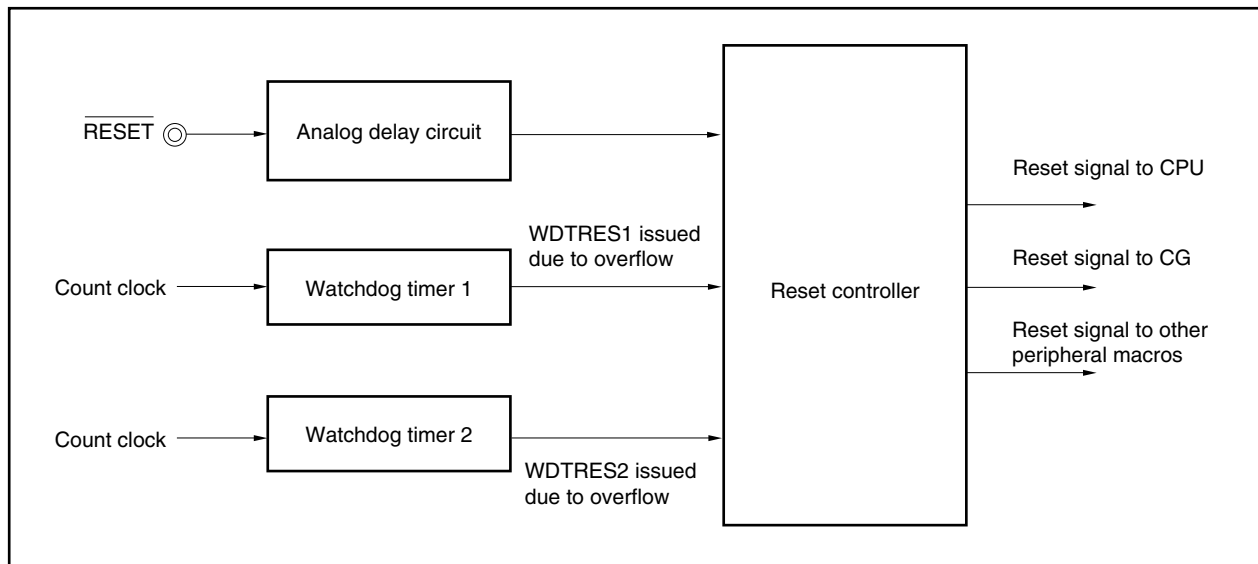 RESET
Analog delay circuit
Reset signal to CPU
WDTRES1 issued
due to overflow
Reset signal to CG
Count clock
Watchdog timer 1
Reset controller
Reset signal to other
peripheral macros
Count clock
Watchdog timer 2
WDTRES2 issued
due to overflow